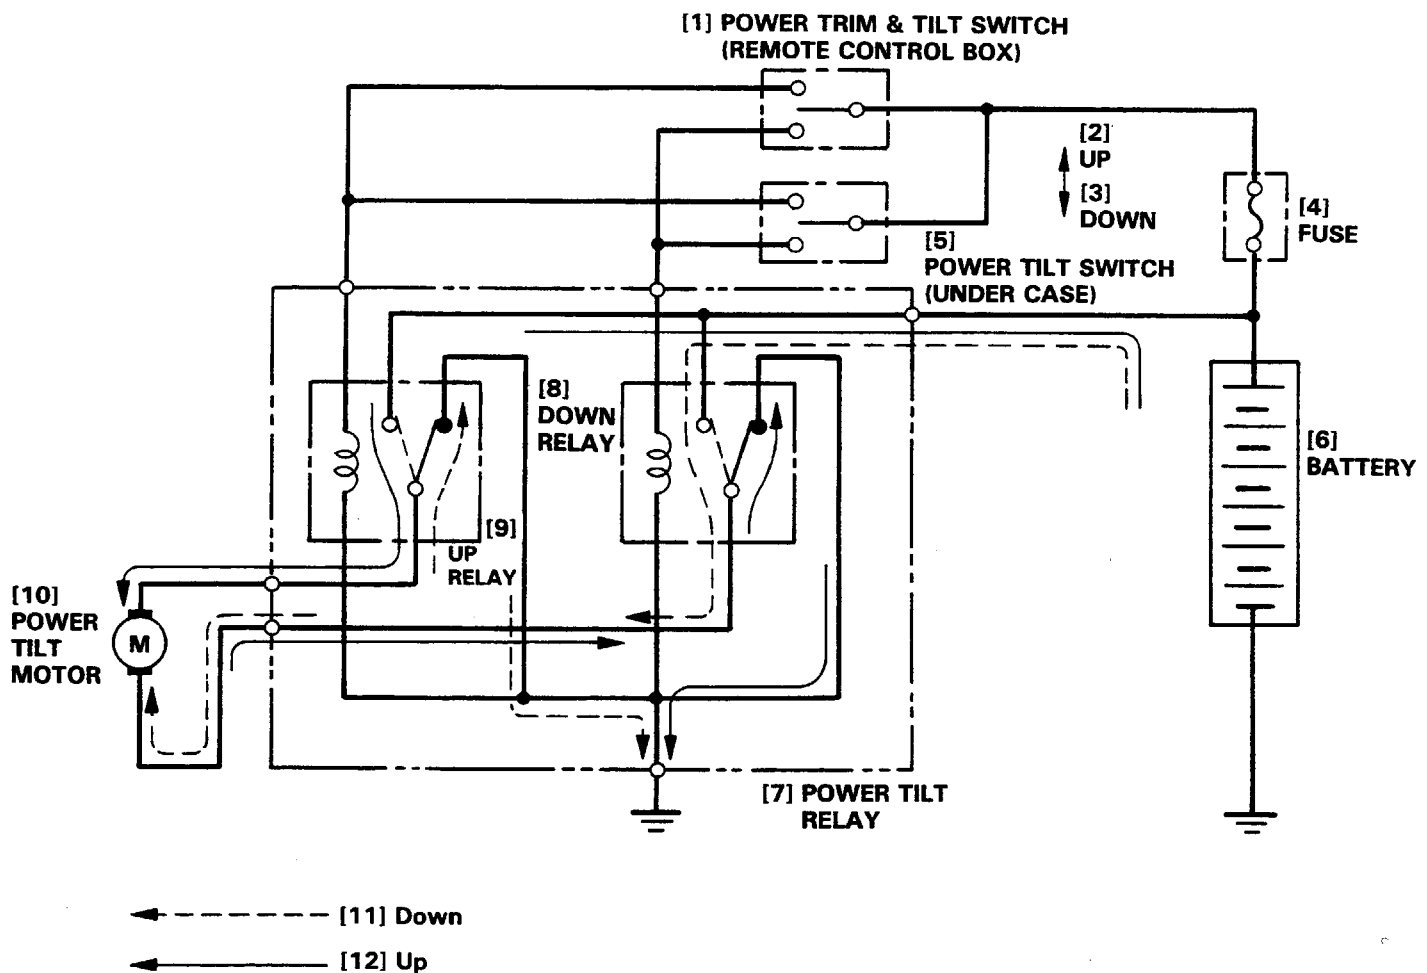 [1] POWER TRIM & TILT SWITCH
(REMOTE CONTROL BOX)
[2]
UP
[3]
DOWN
[4]
FUSE
[5]
POWER TILT SWITCH
(UNDER CASE)
[6]
BATTERY
[8]
DOWN
RELAY
[9]
UP
RELAY
[10]
POWER
TILT
MOTOR
M
[7] POWER TILT
RELAY
[11] Down
[12] Up